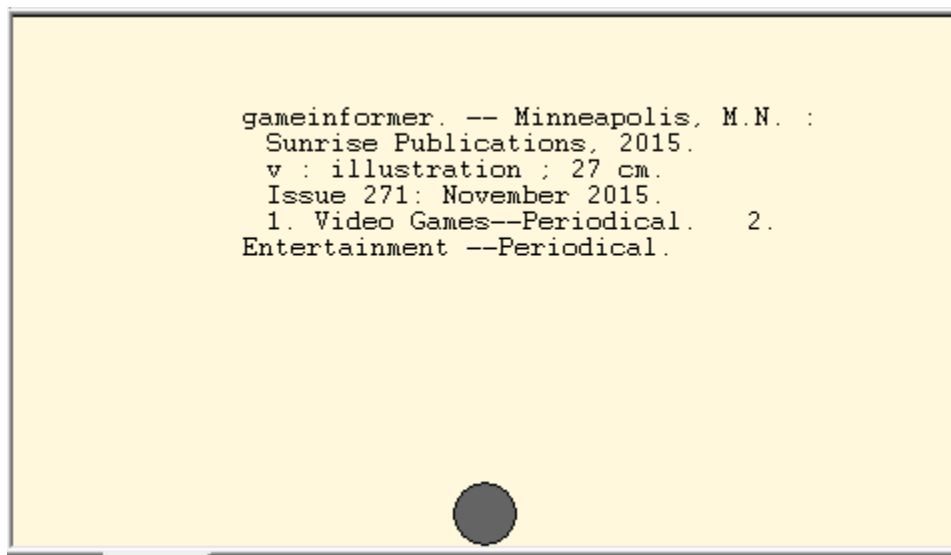 gameinformer. -- Minneapolis, M.N. :
Sunrise Publications, 2015.
v : illustration ; 27 cm.
Issue 271: November 2015.
1. Video Games--Periodical. 2.
Entertainment --Periodical.